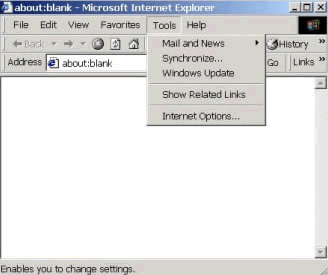 about:blank - Microsoft Internet Explorer
File Edit View Favorites Tools Help
Back History »
Address about:blank Go Links »
Mail and News
Synchronize...
Windows Update
Show Related Links
Internet Options...
Enables you to change settings.